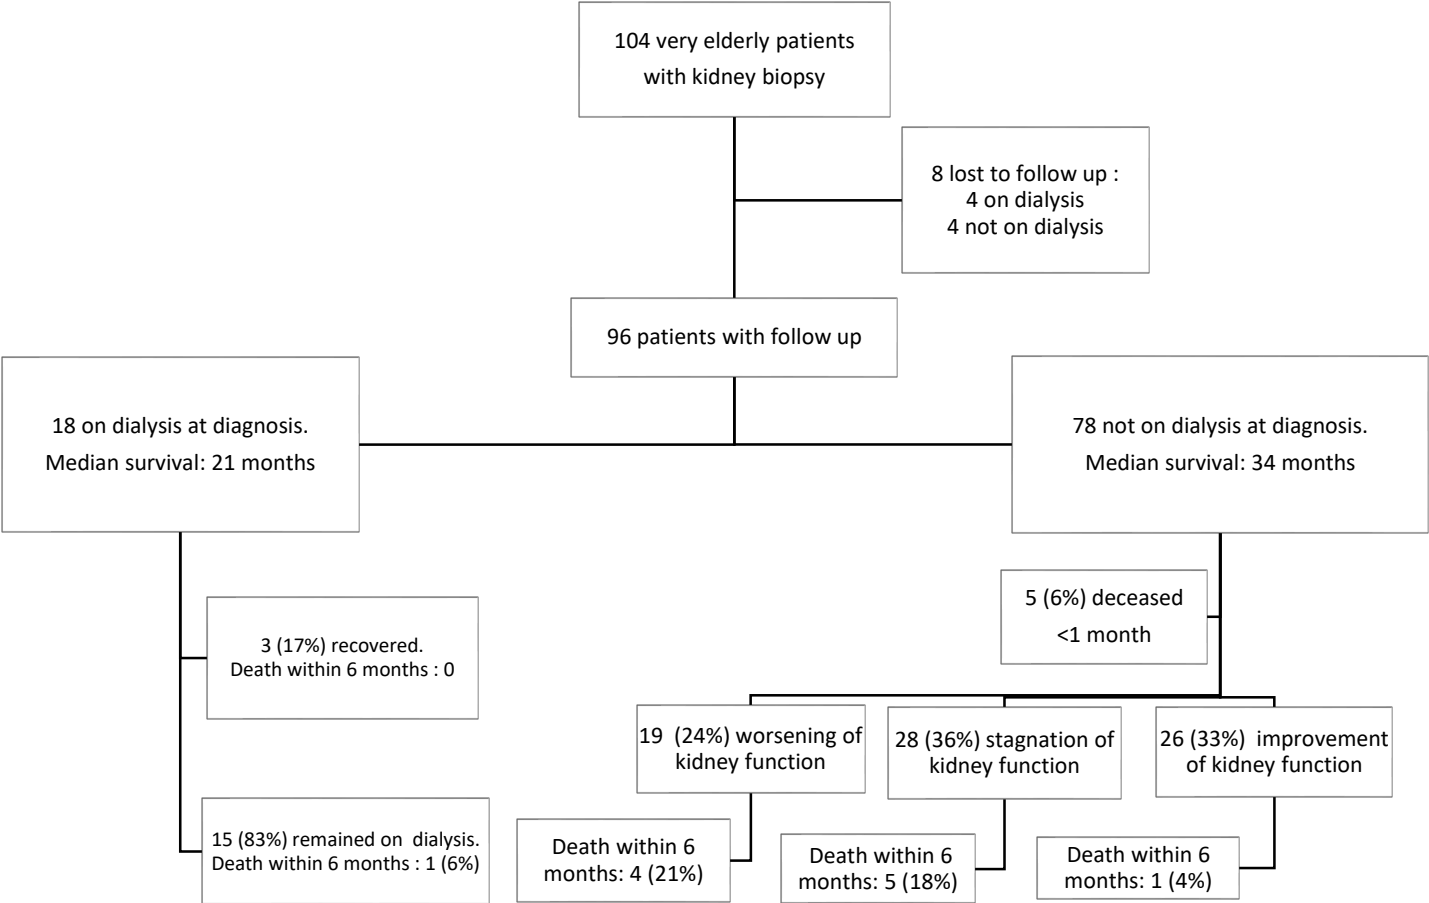 104 very elderly patients
with kidney biopsy
8 lost to follow up :
4 on dialysis
4 not on dialysis
96 patients with follow up
18 on dialysis at diagnosis.
Median survival: 21 months
78 not on dialysis at diagnosis.
Median survival: 34 months
5 (6%) deceased
<1 month
3 (17%) recovered.
Death within 6 months : 0
19 (24%) worsening of
kidney function
28 (36%) stagnation of
kidney function
26 (33%) improvement
of kidney function
15 (83%) remained on dialysis.
Death within 6 months : 1 (6%)
Death within 6
months: 4 (21%)
Death within 6
months: 5 (18%)
Death within 6
months: 1 (4%)